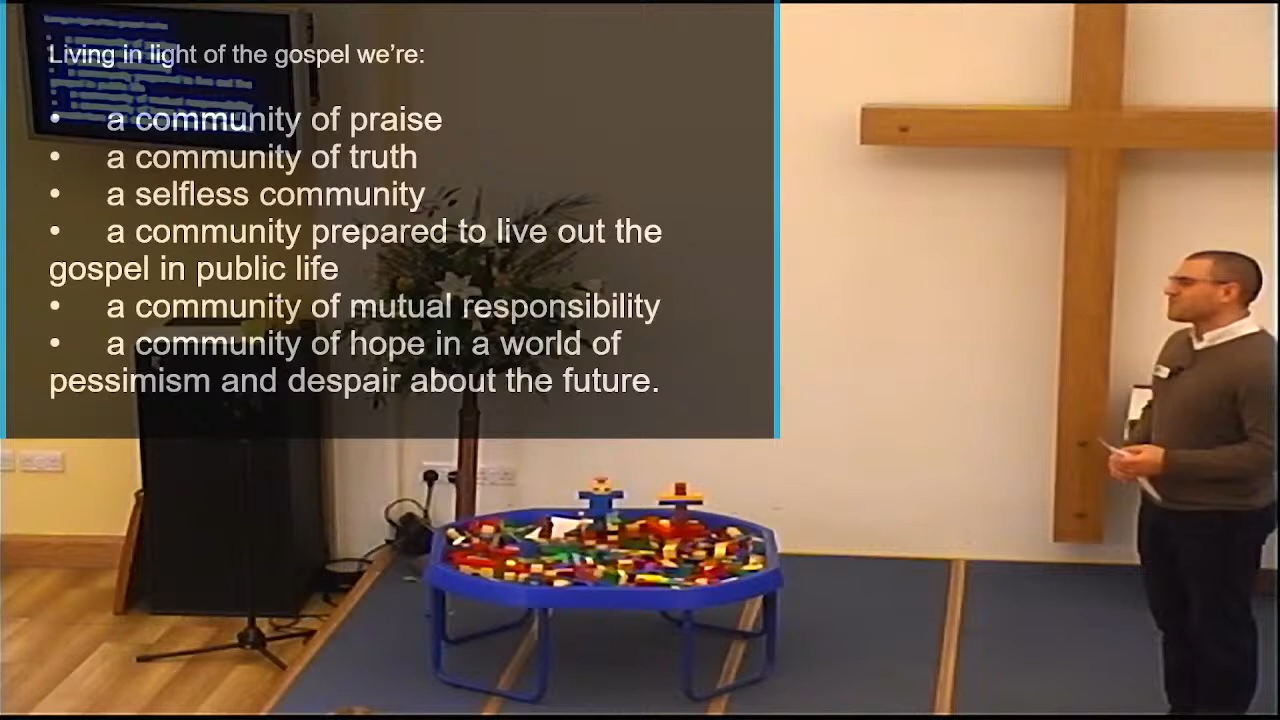 Living in light of the gospel we're:
• a community of praise
• a community of truth
• a selfless community
• a community prepared to live out the
gospel in public life
• a community of mutual responsibility
• a community of hope in a world of
pessimism and despair about the future.